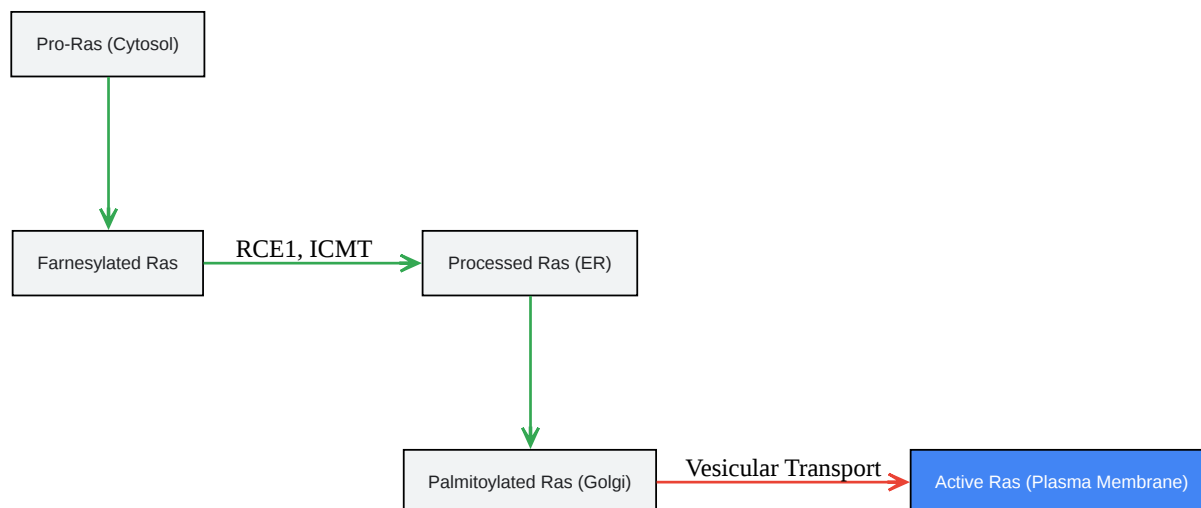 Pro-Ras (Cytosol)
RCE1, ICMT
Farnesylated Ras
Processed Ras (ER)
Vesicular Transport
Palmitoylated Ras (Golgi)
Active Ras (Plasma Membrane)